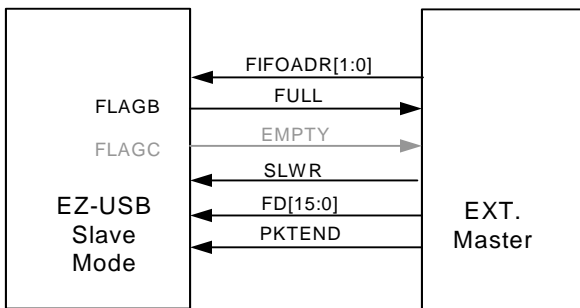 FIFOADR[1:0]
FLAGB
FULL
FLAGC
EMPTY
SLWR
FD[15:0]
PKTEND
EZ-USB
Slave
Mode
EXT.
Master